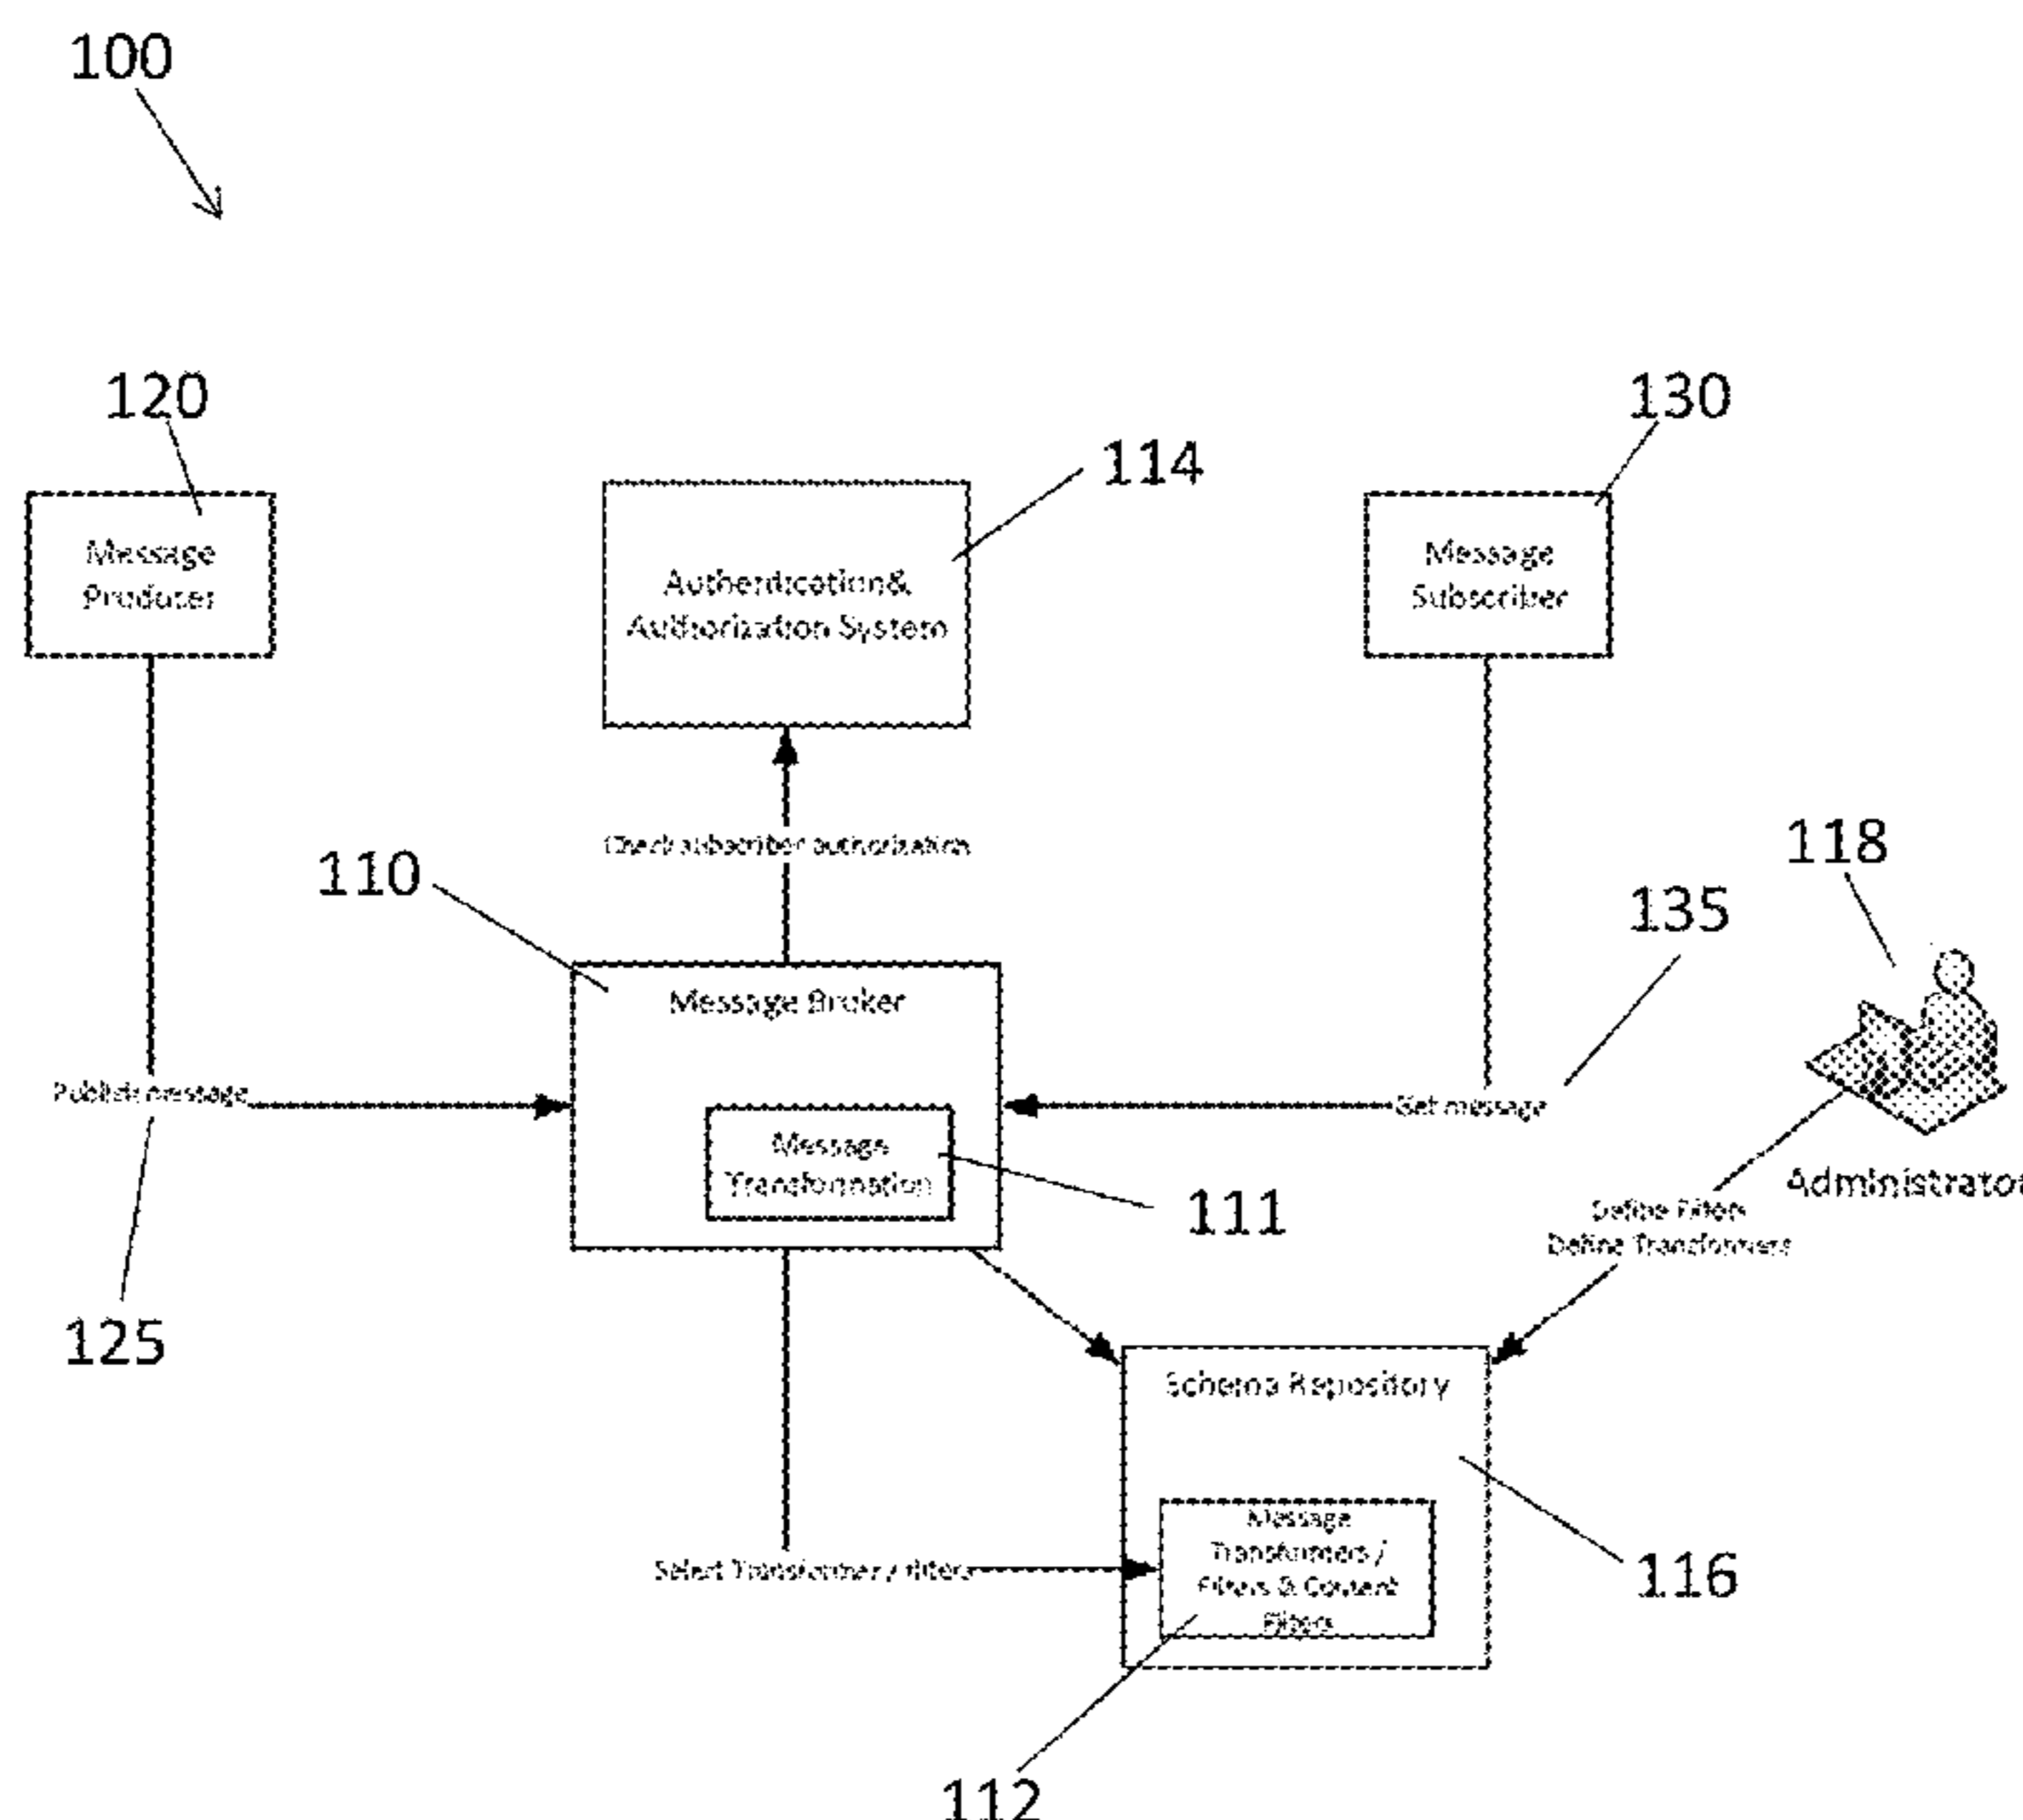 100
120
130
114
Message
Producer
Authentication&
Authorization System
Message
Subscriber
118
110
Check subscriber authorization
135
Message Broker
Publish message
Get message
Message
Transformation
111
Administrator
Define Filters
Define Transformers
125
Schema Repository
116
Select Transformer / Filters
Message
Transformers /
Filters & Content
Filters
112